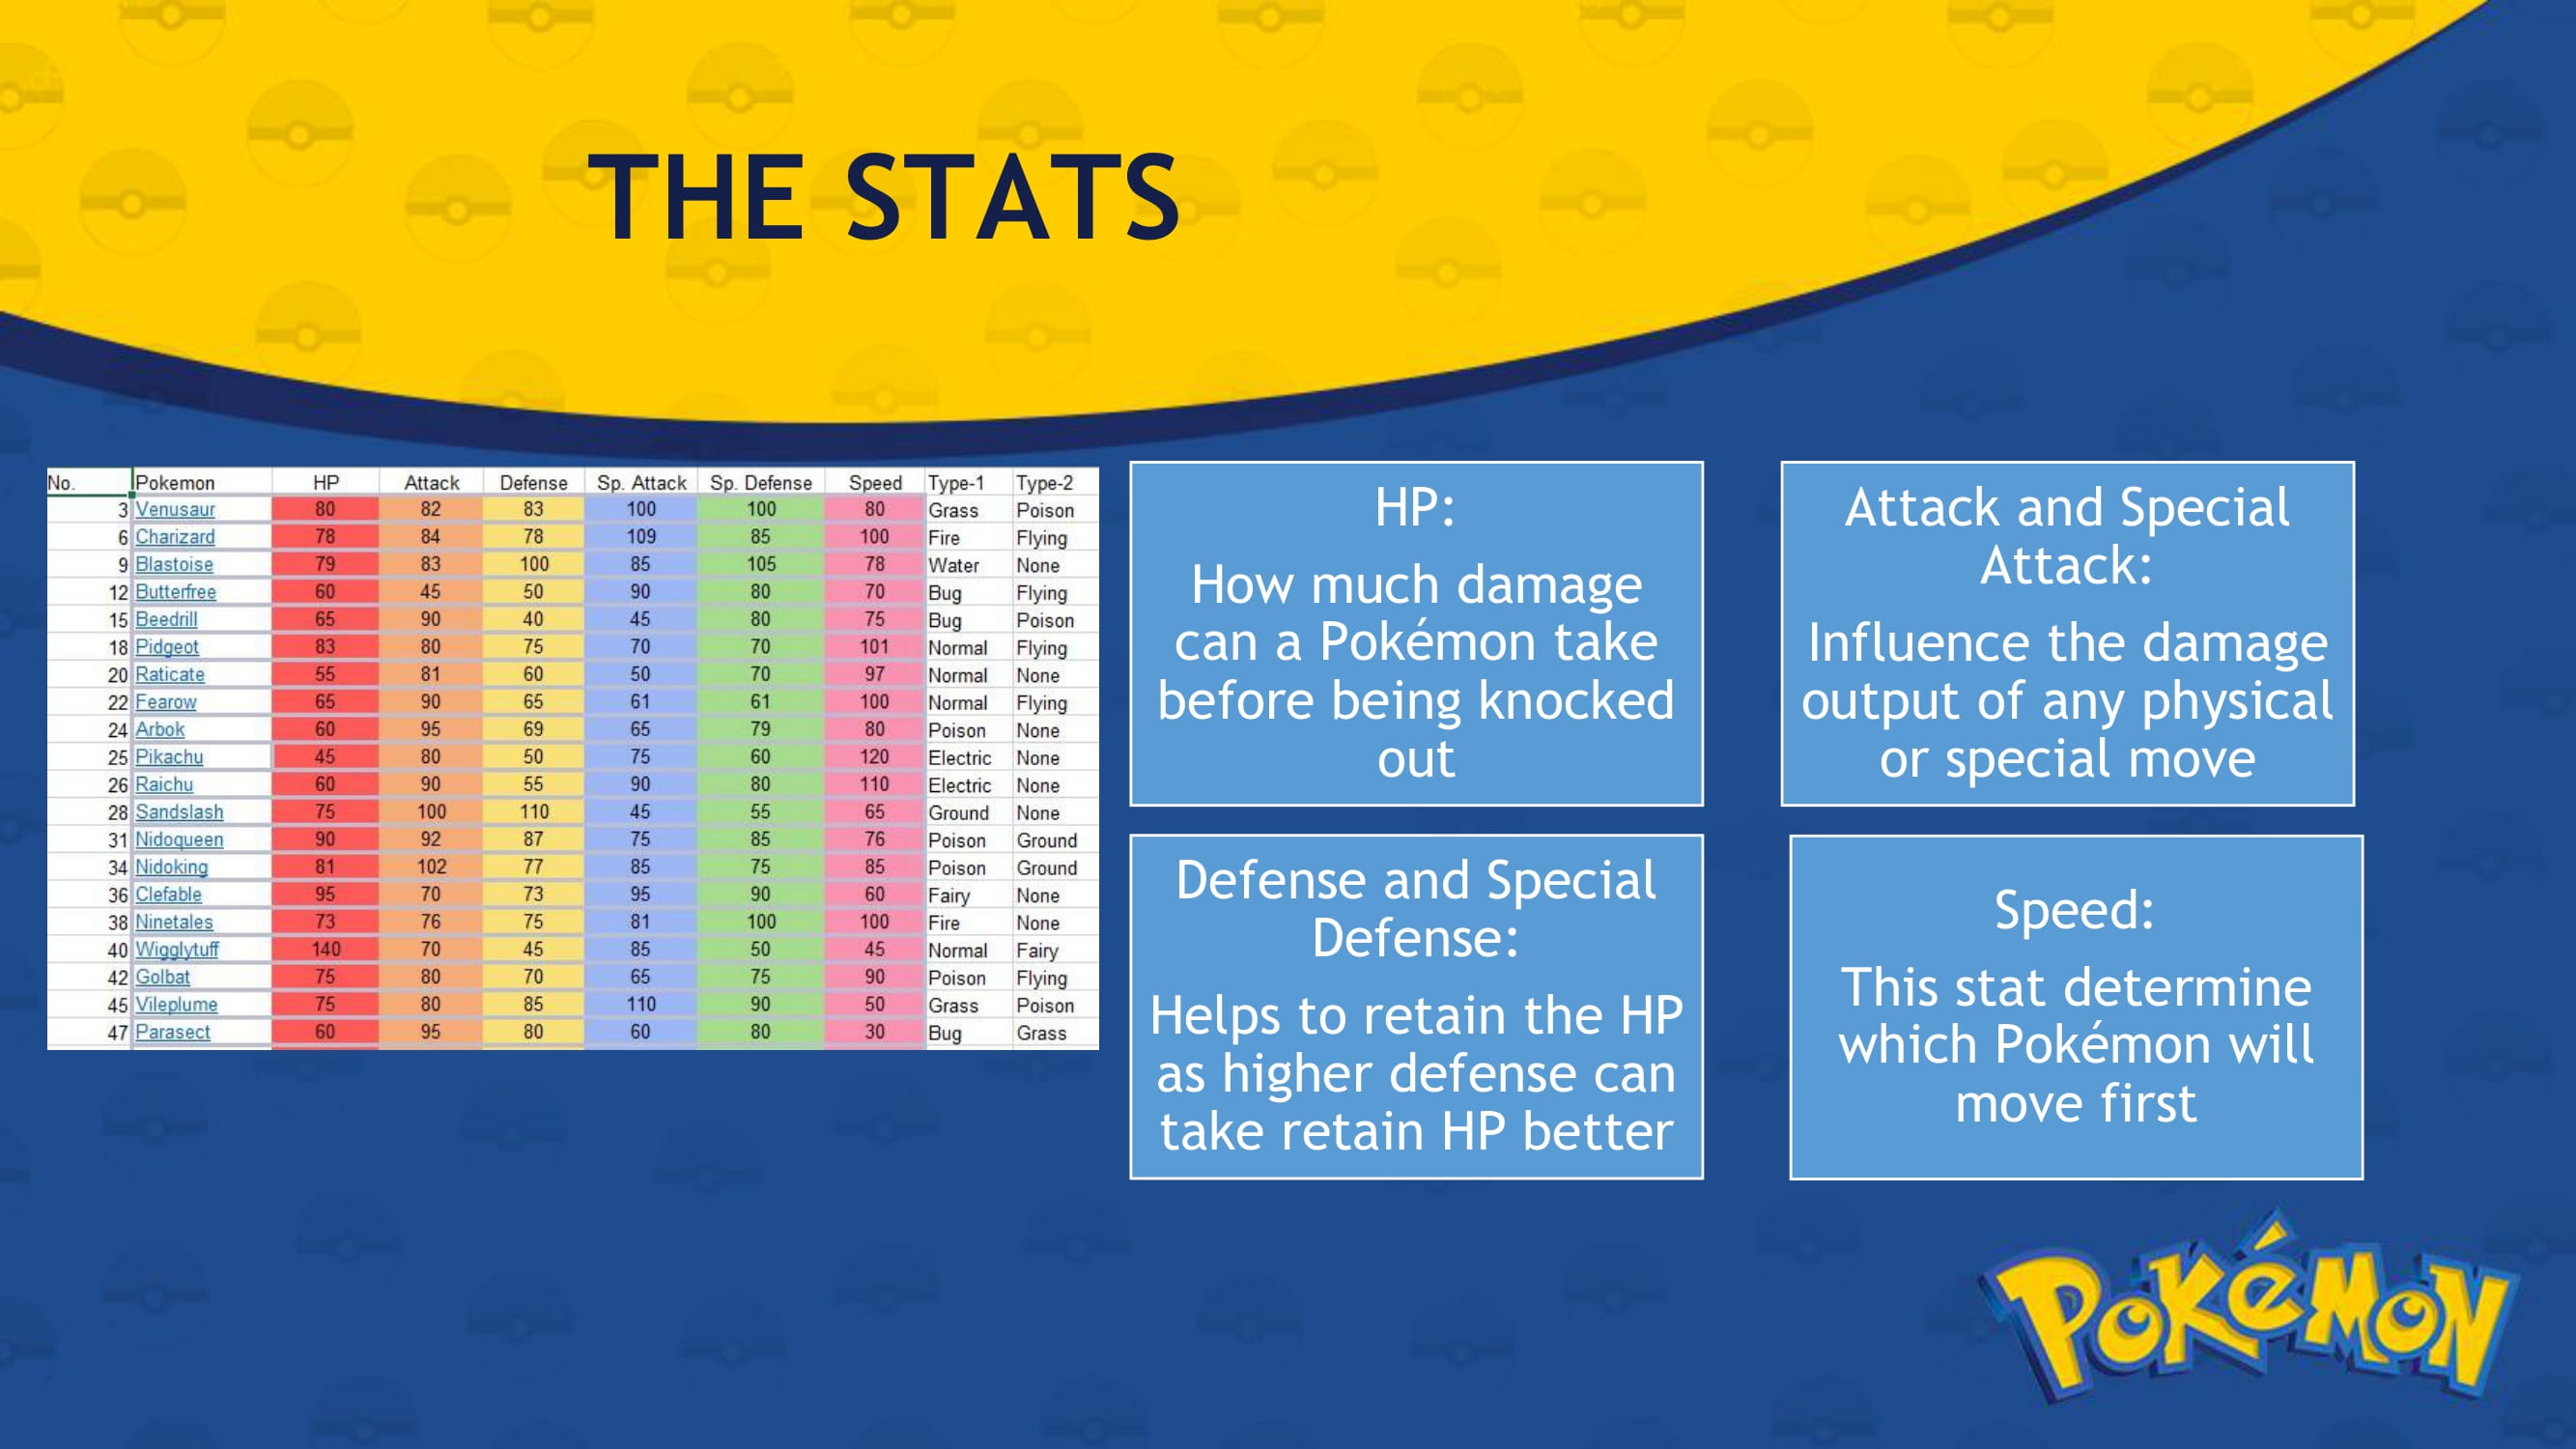 THE STATS
No. Pokemon HP Attack Defense Sp. Attack Sp. Defense Speed Type-1 Type-2
3 Venusaur 80 82 83 100 100 80 Grass Poison
6 Charizard 78 84 78 109 85 100 Fire Flying
9 Blastoise 79 83 100 85 105 78 Water None
12 Butterfree 60 45 50 90 80 70 Bug Flying
15 Beedrill 65 90 40 45 80 75 Bug Poison
18 Pidgeot 83 80 75 70 70 101 Normal Flying
20 Raticate 55 81 60 50 70 97 Normal None
22 Fearow 65 90 65 61 61 100 Normal Flying
24 Arbok 60 95 69 65 79 80 Poison None
25 Pikachu 45 80 50 75 60 120 Electric None
26 Raichu 60 90 55 90 80 110 Electric None
28 Sandslash 75 100 110 45 55 65 Ground None
31 Nidoqueen 90 92 87 75 85 76 Poison Ground
34 Nidoking 81 102 77 85 75 85 Poison Ground
36 Clefable 95 70 73 95 90 60 Fairy None
38 Ninetales 73 76 75 81 100 100 Fire None
40 Wigglytuff 140 70 45 85 50 45 Normal Fairy
42 Golbat 75 80 70 65 75 90 Poison Flying
45 Vileplume 75 80 85 110 90 50 Grass Poison
47 Parasect 60 95 80 60 80 30 Bug Grass
HP:
How much damage
can a Pokémon take
before being knocked
out
Attack and Special
Attack:
Influence the damage
output of any physical
or special move
Defense and Special
Defense:
Helps to retain the HP
as higher defense can
take retain HP better
Speed:
This stat determine
which Pokémon will
move first
POKéMON